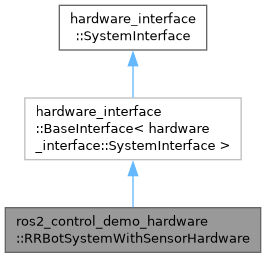 hardware_interface
::SystemInterface
hardware_interface
::BaseInterface< hardware
_interface::SystemInterface >
ros2_control_demo_hardware
::RRBotSystemWithSensorHardware